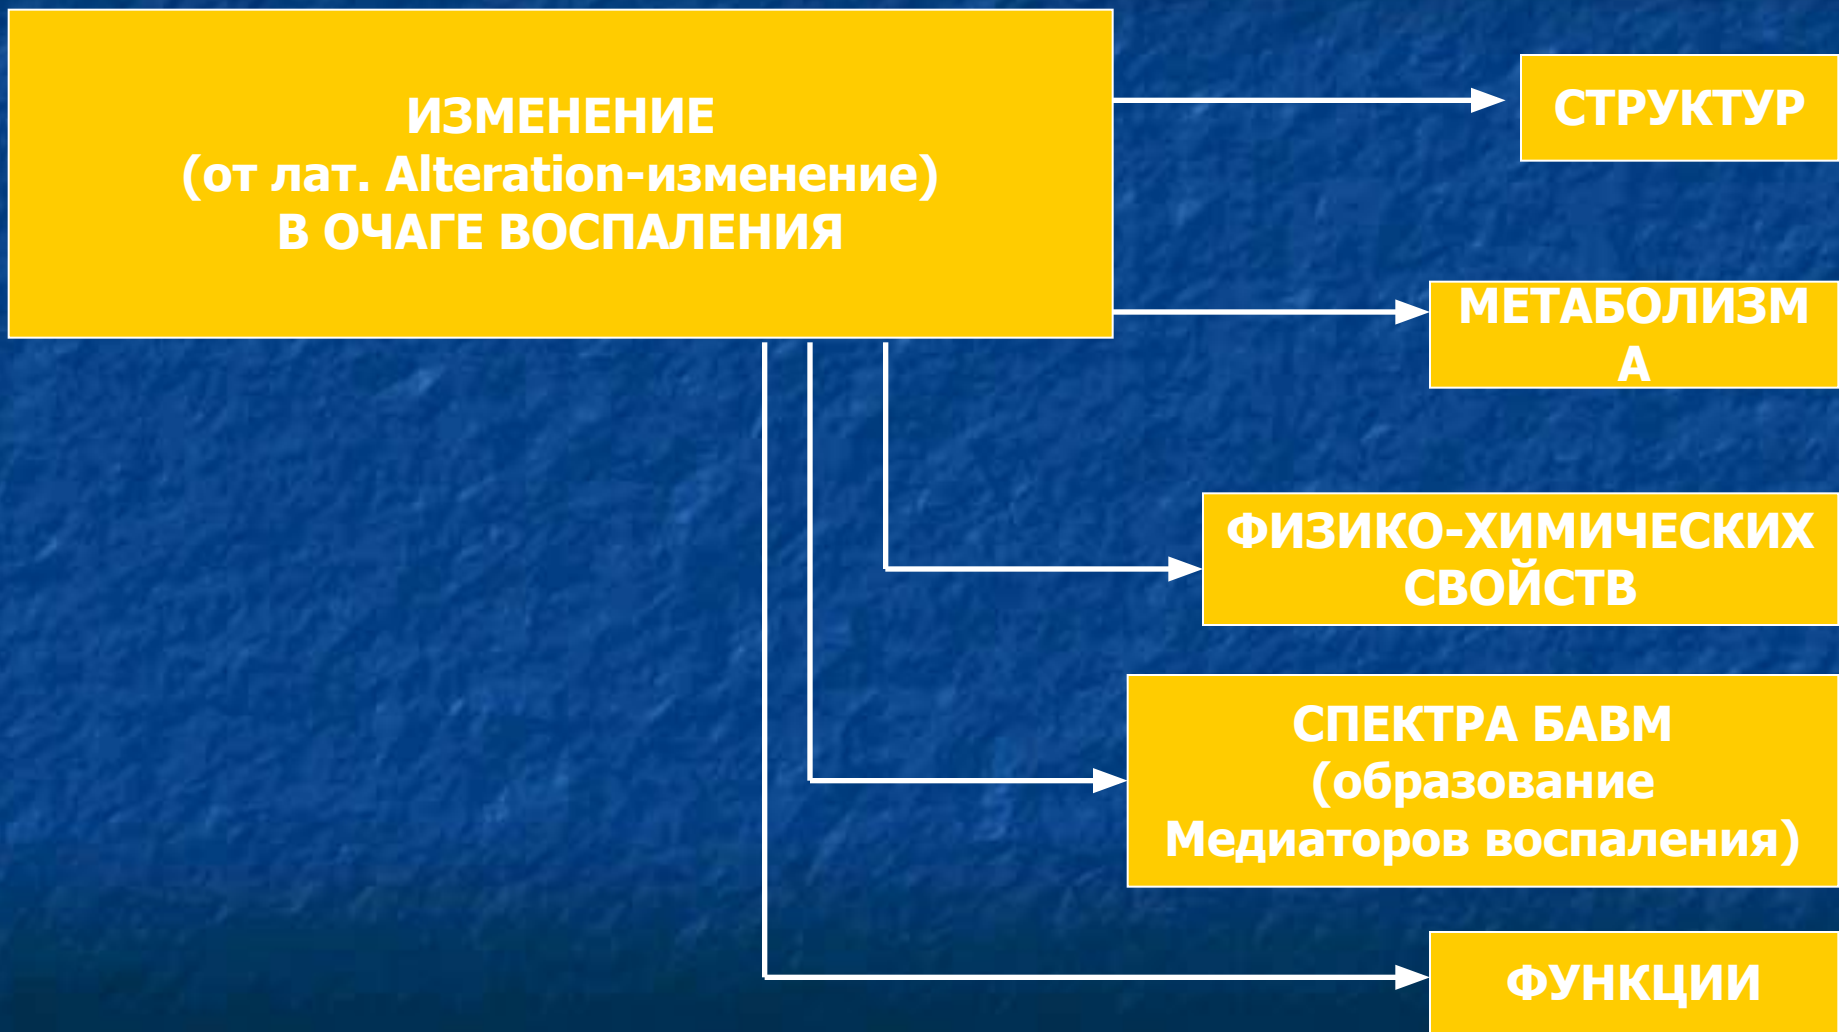 ИЗМЕНЕНИЕ
(от лат. Alteration-изменение)
В ОЧАГЕ ВОСПАЛЕНИЯ
СТРУКТУР
МЕТАБОЛИЗМ
А
ФИЗИКО-ХИМИЧЕСКИХ
СВОЙСТВ
СПЕКТРА БАВМ
(образование
Медиаторов воспаления)
ФУНКЦИИ